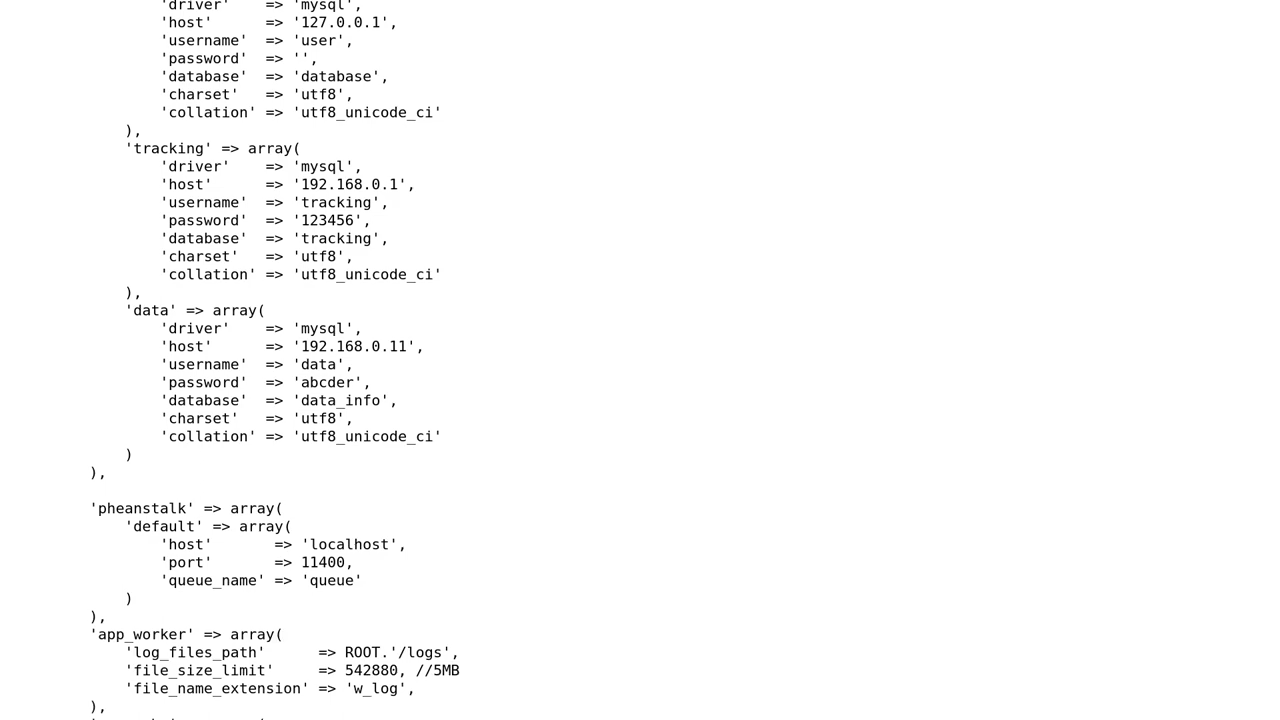 'driver'    => 'mysql',
'host'      => '127.0.0.1',
'username'  => 'user',
'password'  => '',
'database'  => 'database',
'charset'   => 'utf8',
'collation' => 'utf8_unicode_ci'
),
'tracking' => array(
'driver'    => 'mysql',
'host'      => '192.168.0.1',
'username'  => 'tracking',
'password'  => '123456',
'database'  => 'tracking',
'charset'   => 'utf8',
'collation' => 'utf8_unicode_ci'
),
'data' => array(
'driver'    => 'mysql',
'host'      => '192.168.0.11',
'username'  => 'data',
'password'  => 'abcder',
'database'  => 'data_info',
'charset'   => 'utf8',
'collation' => 'utf8_unicode_ci'
)
),
'pheanstalk' => array(
'default' => array(
'host'       => 'localhost',
'port'       => 11400,
'queue_name' => 'queue'
)
),
'app_worker' => array(
'log_files_path'      => ROOT.'/logs',
'file_size_limit'     => 542880, //5MB
'file_name_extension' => 'w_log',
),